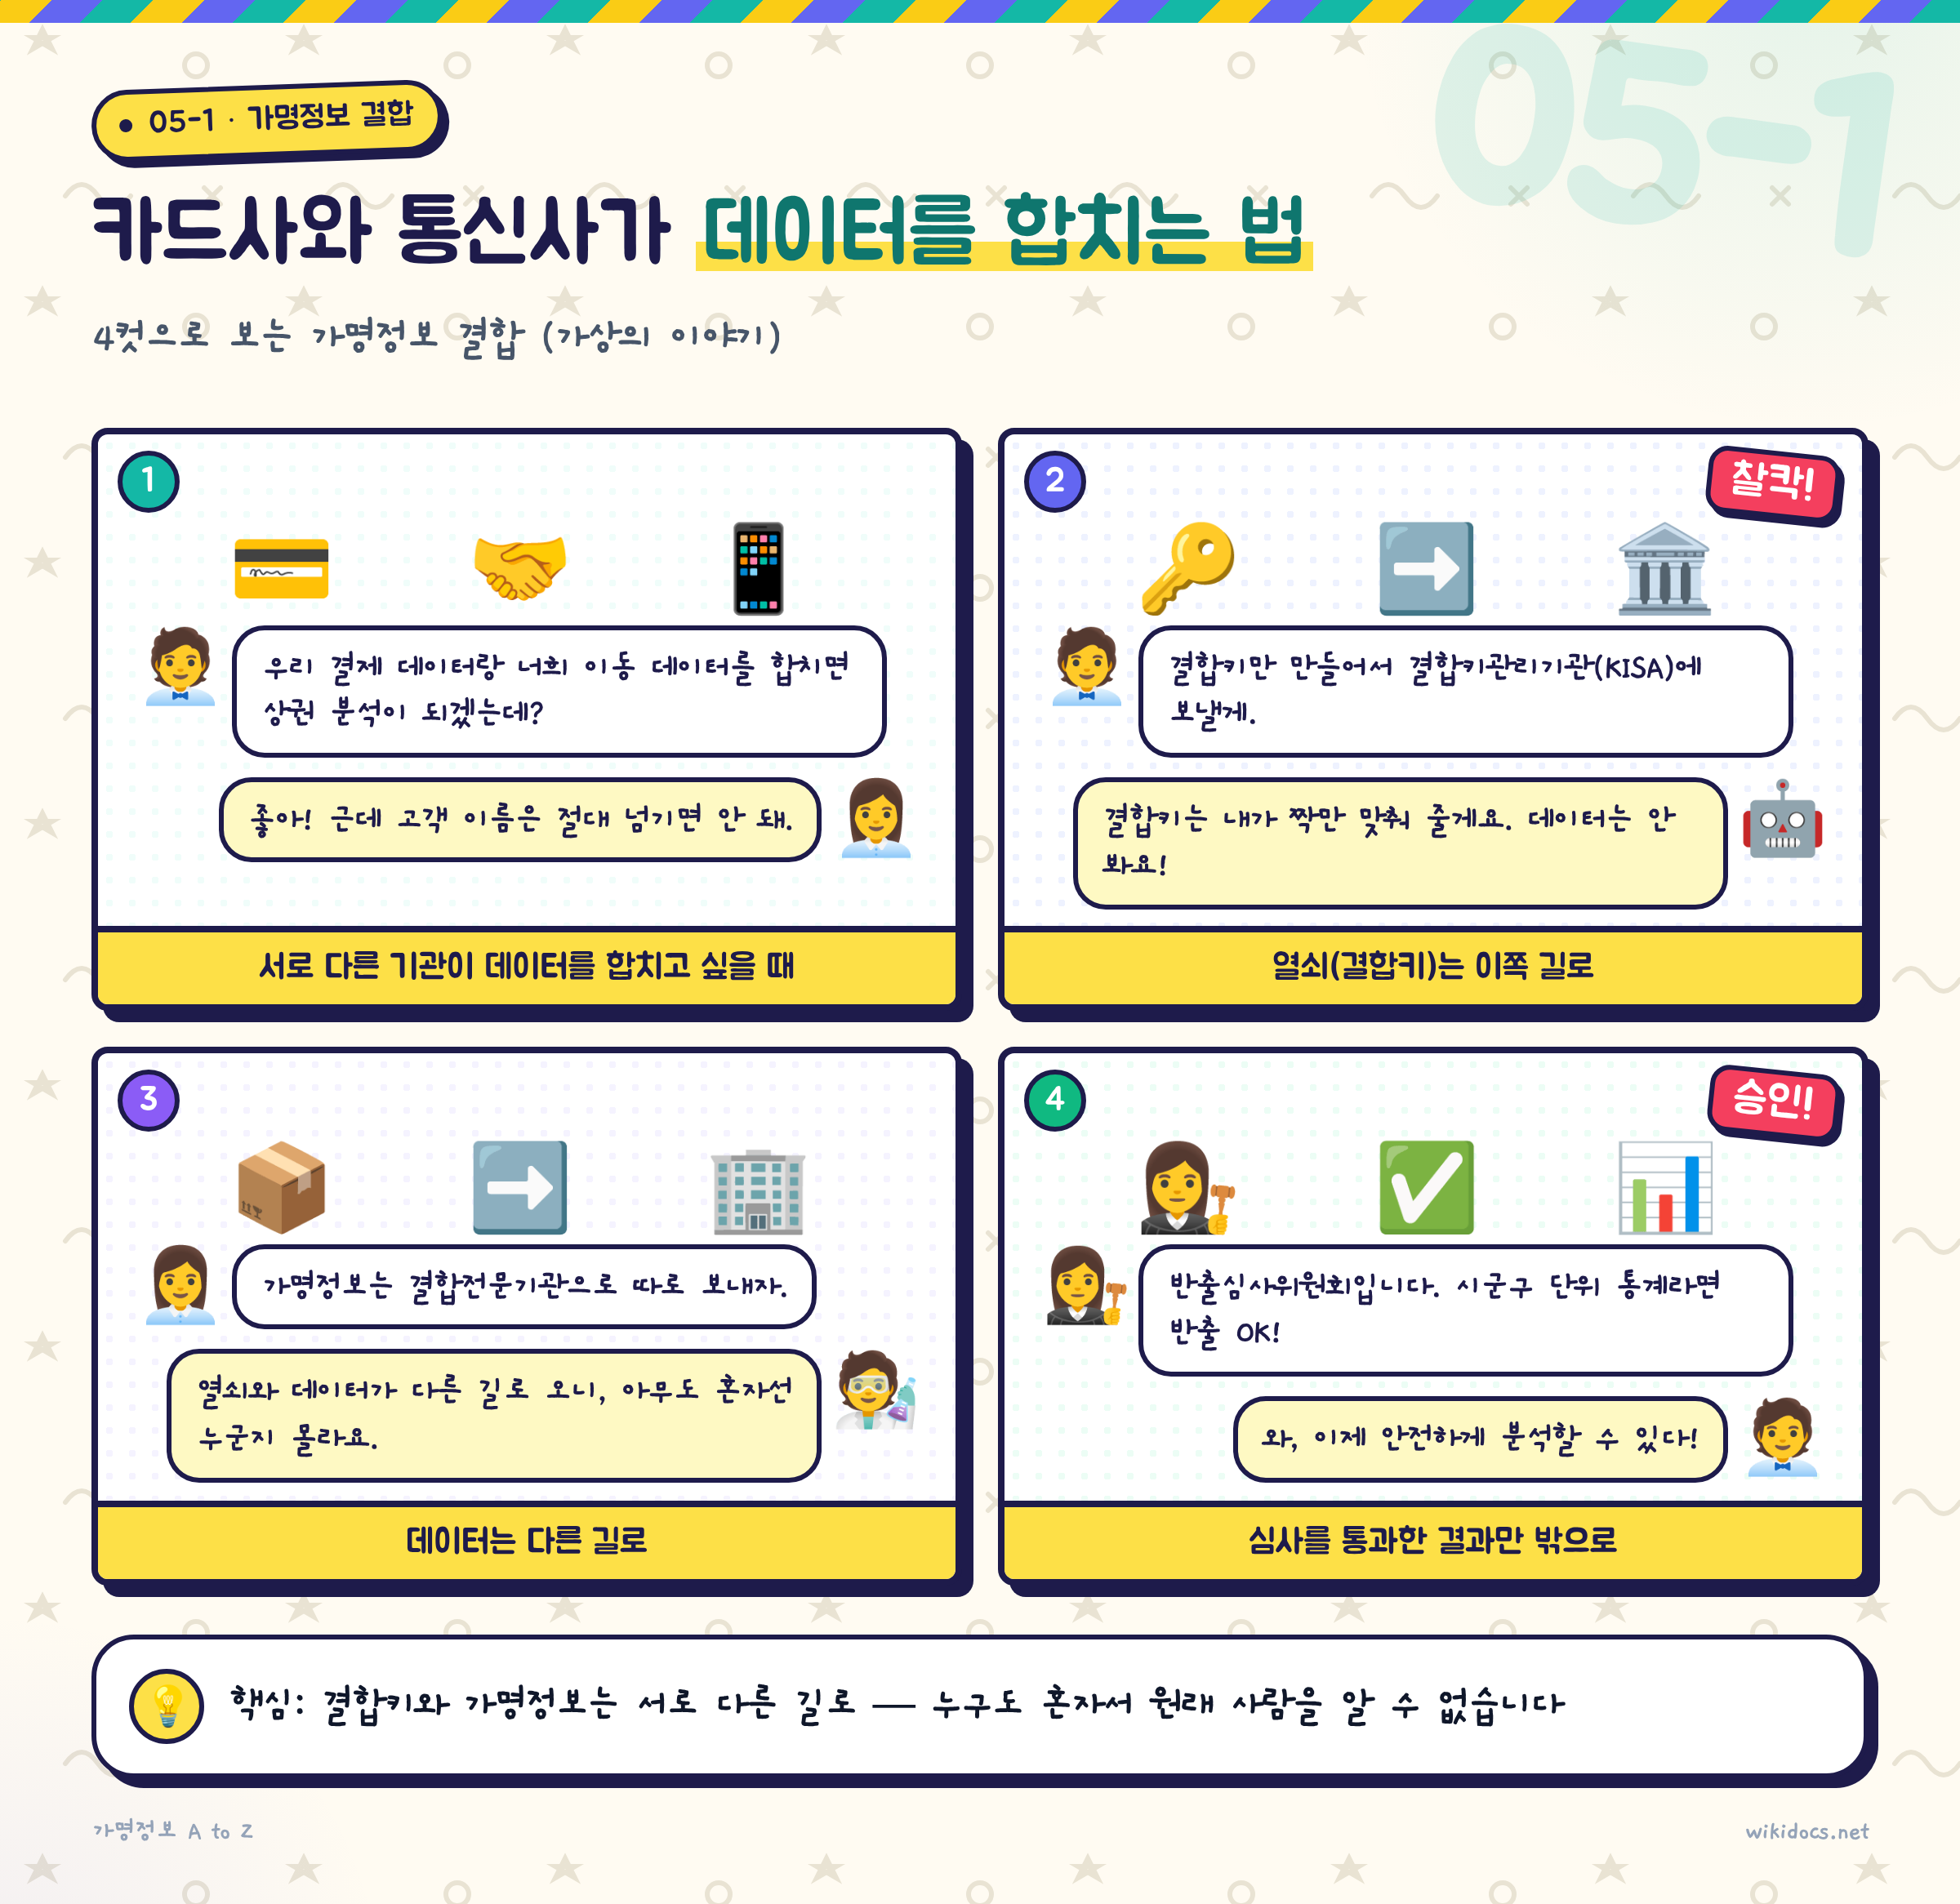 05-1
05-1 · 가명정보 결합
카드사와 통신사가 데이터를 합치는 법
4컷으로 보는 가명정보 결합 (가상의 이야기)
1
우리 결제 데이터랑 너희 이동 데이터를 합치면
상권 분석이 되겠는데?
좋아! 근데 고객 이름은 절대 넘기면 안 돼.
서로 다른 기관이 데이터를 합치고 싶을 때
2
찰칵!
결합키만 만들어서 결합키관리기관(KISA)에
보낼게.
결합키는 내가 짝만 맞춰 줄게요. 데이터는 안
봐요!
열쇠(결합키)는 이쪽 길로
3
가명정보는 결합전문기관으로 따로 보내자.
열쇠와 데이터가 다른 길로 오니, 아무도 혼자선
누군지 몰라요.
데이터는 다른 길로
4
승인!
반출심사위원회입니다. 시군구 단위 통계라면
반출 OK!
와, 이제 안전하게 분석할 수 있다!
심사를 통과한 결과만 밖으로
핵심: 결합키와 가명정보는 서로 다른 길로 — 누구도 혼자서 원래 사람을 알 수 없습니다
가명정보 A to Z
wikidocs.net